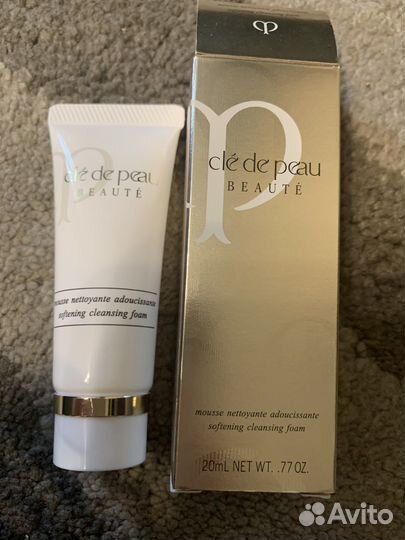 clé de peau
BEAUTÉ
mousse nettoyante adoucissante
softening cleansing foam
clé de peau
BEAUTÉ
mousse nettoyante adoucissante
softening cleansing foam
20mL NET WT. .77 OZ.
Avito